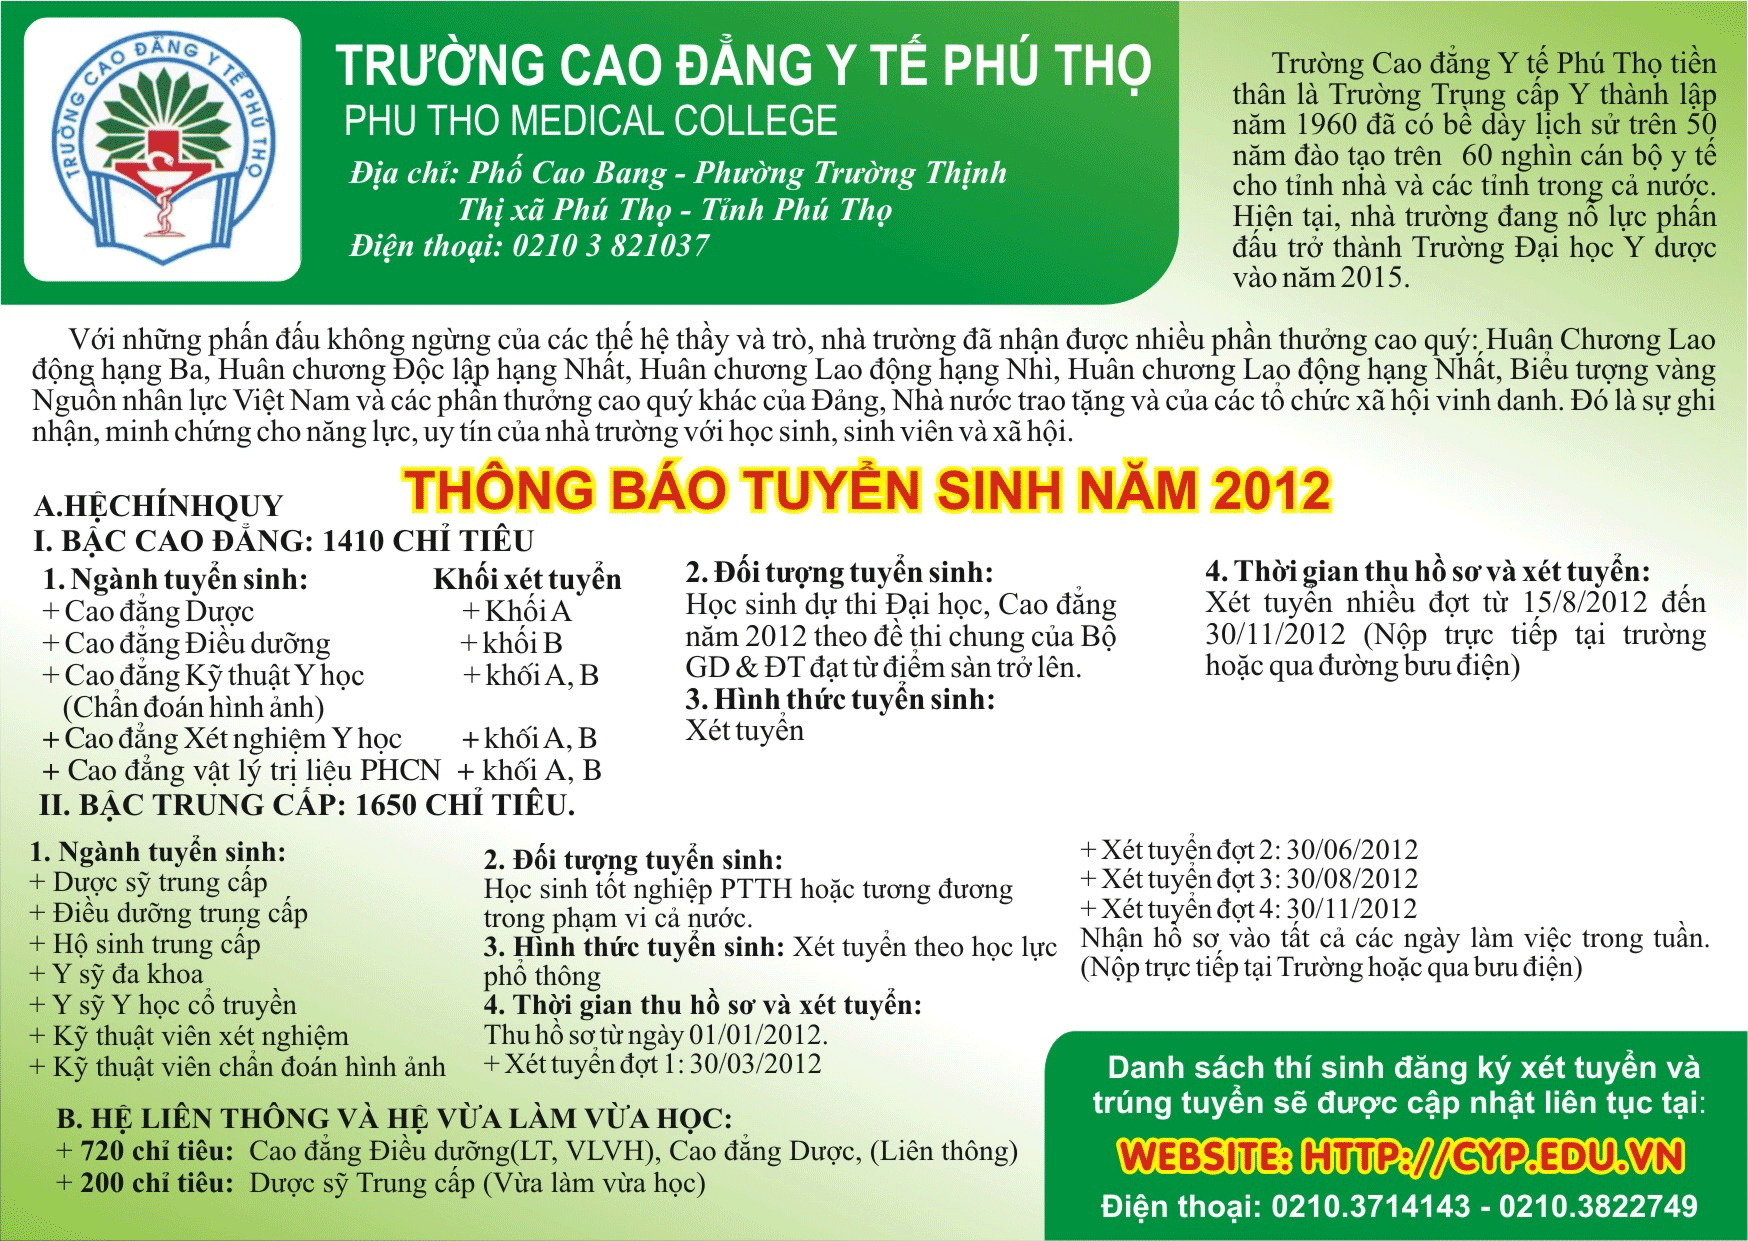 TRƯỜNG CAO ĐẲNG Y TẾ PHÚ THỌ
TRƯỜNG CAO ĐẲNG Y TẾ PHÚ THỌ
PHU THO MEDICAL COLLEGE
Địa chỉ: Phố Cao Bang - Phường Trường Thịnh
Thị xã Phú Thọ - Tỉnh Phú Thọ
Điện thoại: 0210 3 821037
Trường Cao đẳng Y tế Phú Thọ tiền
thân là Trường Trung cấp Y thành lập
năm 1960 đã có bề dày lịch sử trên 50
năm đào tạo trên 60 nghìn cán bộ y tế
cho tỉnh nhà và các tỉnh trong cả nước.
Hiện tại, nhà trường đang nỗ lực phấn
đấu trở thành Trường Đại học Y dược
vào năm 2015.
Với những phấn đấu không ngừng của các thế hệ thầy và trò, nhà trường đã nhận được nhiều phần thưởng cao quý: Huân Chương Lao
động hạng Ba, Huân chương Độc lập hạng Nhất, Huân chương Lao động hạng Nhì, Huân chương Lao động hạng Nhất, Biểu tượng vàng
Nguồn nhân lực Việt Nam và các phần thưởng cao quý khác của Đảng, Nhà nước trao tặng và của các tổ chức xã hội vinh danh. Đó là sự ghi
nhận, minh chứng cho năng lực, uy tín của nhà trường với học sinh, sinh viên và xã hội.
THÔNG BÁO TUYỂN SINH NĂM 2012
A.HỆCHÍNHQUY
I. BẬC CAO ĐẲNG: 1410 CHỈ TIÊU
1. Ngành tuyển sinh: Khối xét tuyển
+ Cao đẳng Dược + Khối A
+ Cao đẳng Điều dưỡng + khối B
+ Cao đẳng Kỹ thuật Y học + khối A, B
(Chẩn đoán hình ảnh)
+ Cao đẳng Xét nghiệm Y học + khối A, B
+ Cao đẳng vật lý trị liệu PHCN + khối A, B
2. Đối tượng tuyển sinh:
Học sinh dự thi Đại học, Cao đẳng
năm 2012 theo đề thi chung của Bộ
GD & ĐT đạt từ điểm sàn trở lên.
3. Hình thức tuyển sinh:
Xét tuyển
4. Thời gian thu hồ sơ và xét tuyển:
Xét tuyển nhiều đợt từ 15/8/2012 đến
30/11/2012 (Nộp trực tiếp tại trường
hoặc qua đường bưu điện)
II. BẬC TRUNG CẤP: 1650 CHỈ TIÊU.
1. Ngành tuyển sinh:
+ Dược sỹ trung cấp
+ Điều dưỡng trung cấp
+ Hộ sinh trung cấp
+ Y sỹ đa khoa
+ Y sỹ Y học cổ truyền
+ Kỹ thuật viên xét nghiệm
+ Kỹ thuật viên chẩn đoán hình ảnh
2. Đối tượng tuyển sinh:
Học sinh tốt nghiệp PTTH hoặc tương đương
trong phạm vi cả nước.
3. Hình thức tuyển sinh: Xét tuyển theo học lực
phổ thông
4. Thời gian thu hồ sơ và xét tuyển:
Thu hồ sơ từ ngày 01/01/2012.
+ Xét tuyển đợt 1: 30/03/2012
+ Xét tuyển đợt 2: 30/06/2012
+ Xét tuyển đợt 3: 30/08/2012
+ Xét tuyển đợt 4: 30/11/2012
Nhận hồ sơ vào tất cả các ngày làm việc trong tuần.
(Nộp trực tiếp tại Trường hoặc qua bưu điện)
B. HỆ LIÊN THÔNG VÀ HỆ VỪA LÀM VỪA HỌC:
+ 720 chỉ tiêu: Cao đẳng Điều dưỡng(LT, VLVH), Cao đẳng Dược, (Liên thông)
+ 200 chỉ tiêu: Dược sỹ Trung cấp (Vừa làm vừa học)
Danh sách thí sinh đăng ký xét tuyển và
trúng tuyển sẽ được cập nhật liên tục tại:
WEBSITE: HTTP://CYP.EDU.VN
Điện thoại: 0210.3714143 - 0210.3822749